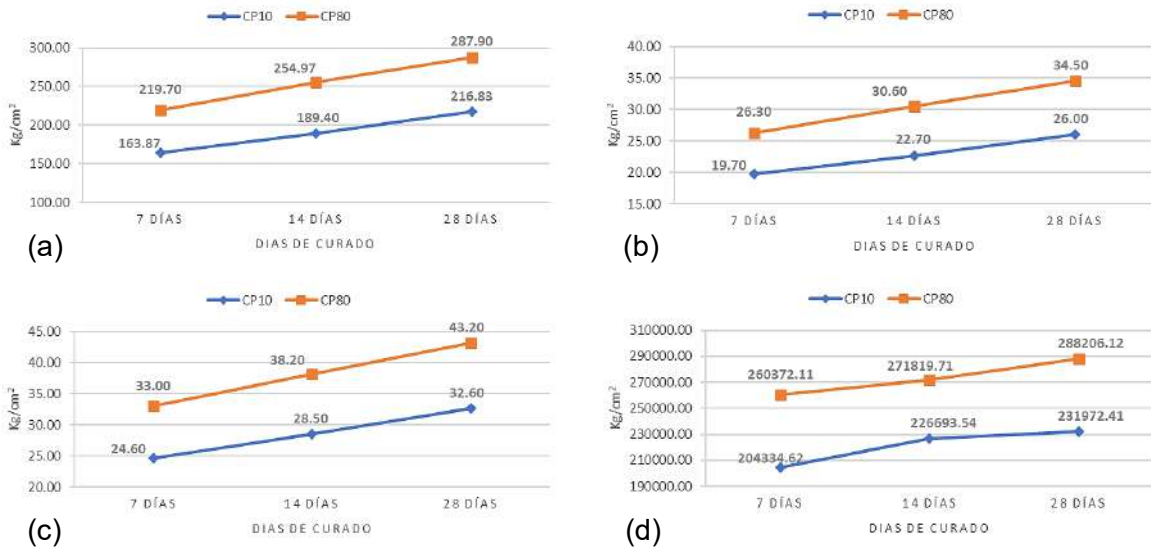 CP10 CP80
300.00
250.00
200.00
150.00
100.00
Kg/cm²
219.70
254.97
287.90
163.87
189.40
216.83
7 DÍAS 14 DÍAS 28 DÍAS
DIAS DE CURADO
(a)
CP10 CP80
40.00
35.00
30.00
25.00
20.00
15.00
Kg/cm²
26.30
30.60
34.50
19.70
22.70
26.00
7 DÍAS 14 DÍAS 28 DÍAS
DIAS DE CURADO
(b)
CP10 CP80
45.00
40.00
35.00
30.00
25.00
20.00
Kg/cm²
33.00
38.20
43.20
24.60
28.50
32.60
7 DÍAS 14 DÍAS 28 DÍAS
DIAS DE CURADO
(c)
CP10 CP80
310000.00
290000.00
270000.00
250000.00
230000.00
210000.00
190000.00
Kg/cm²
260372.11
271819.71
288206.12
204334.62
226693.54
231972.41
7 DÍAS 14 DÍAS 28 DÍAS
DIAS DE CURADO
(d)